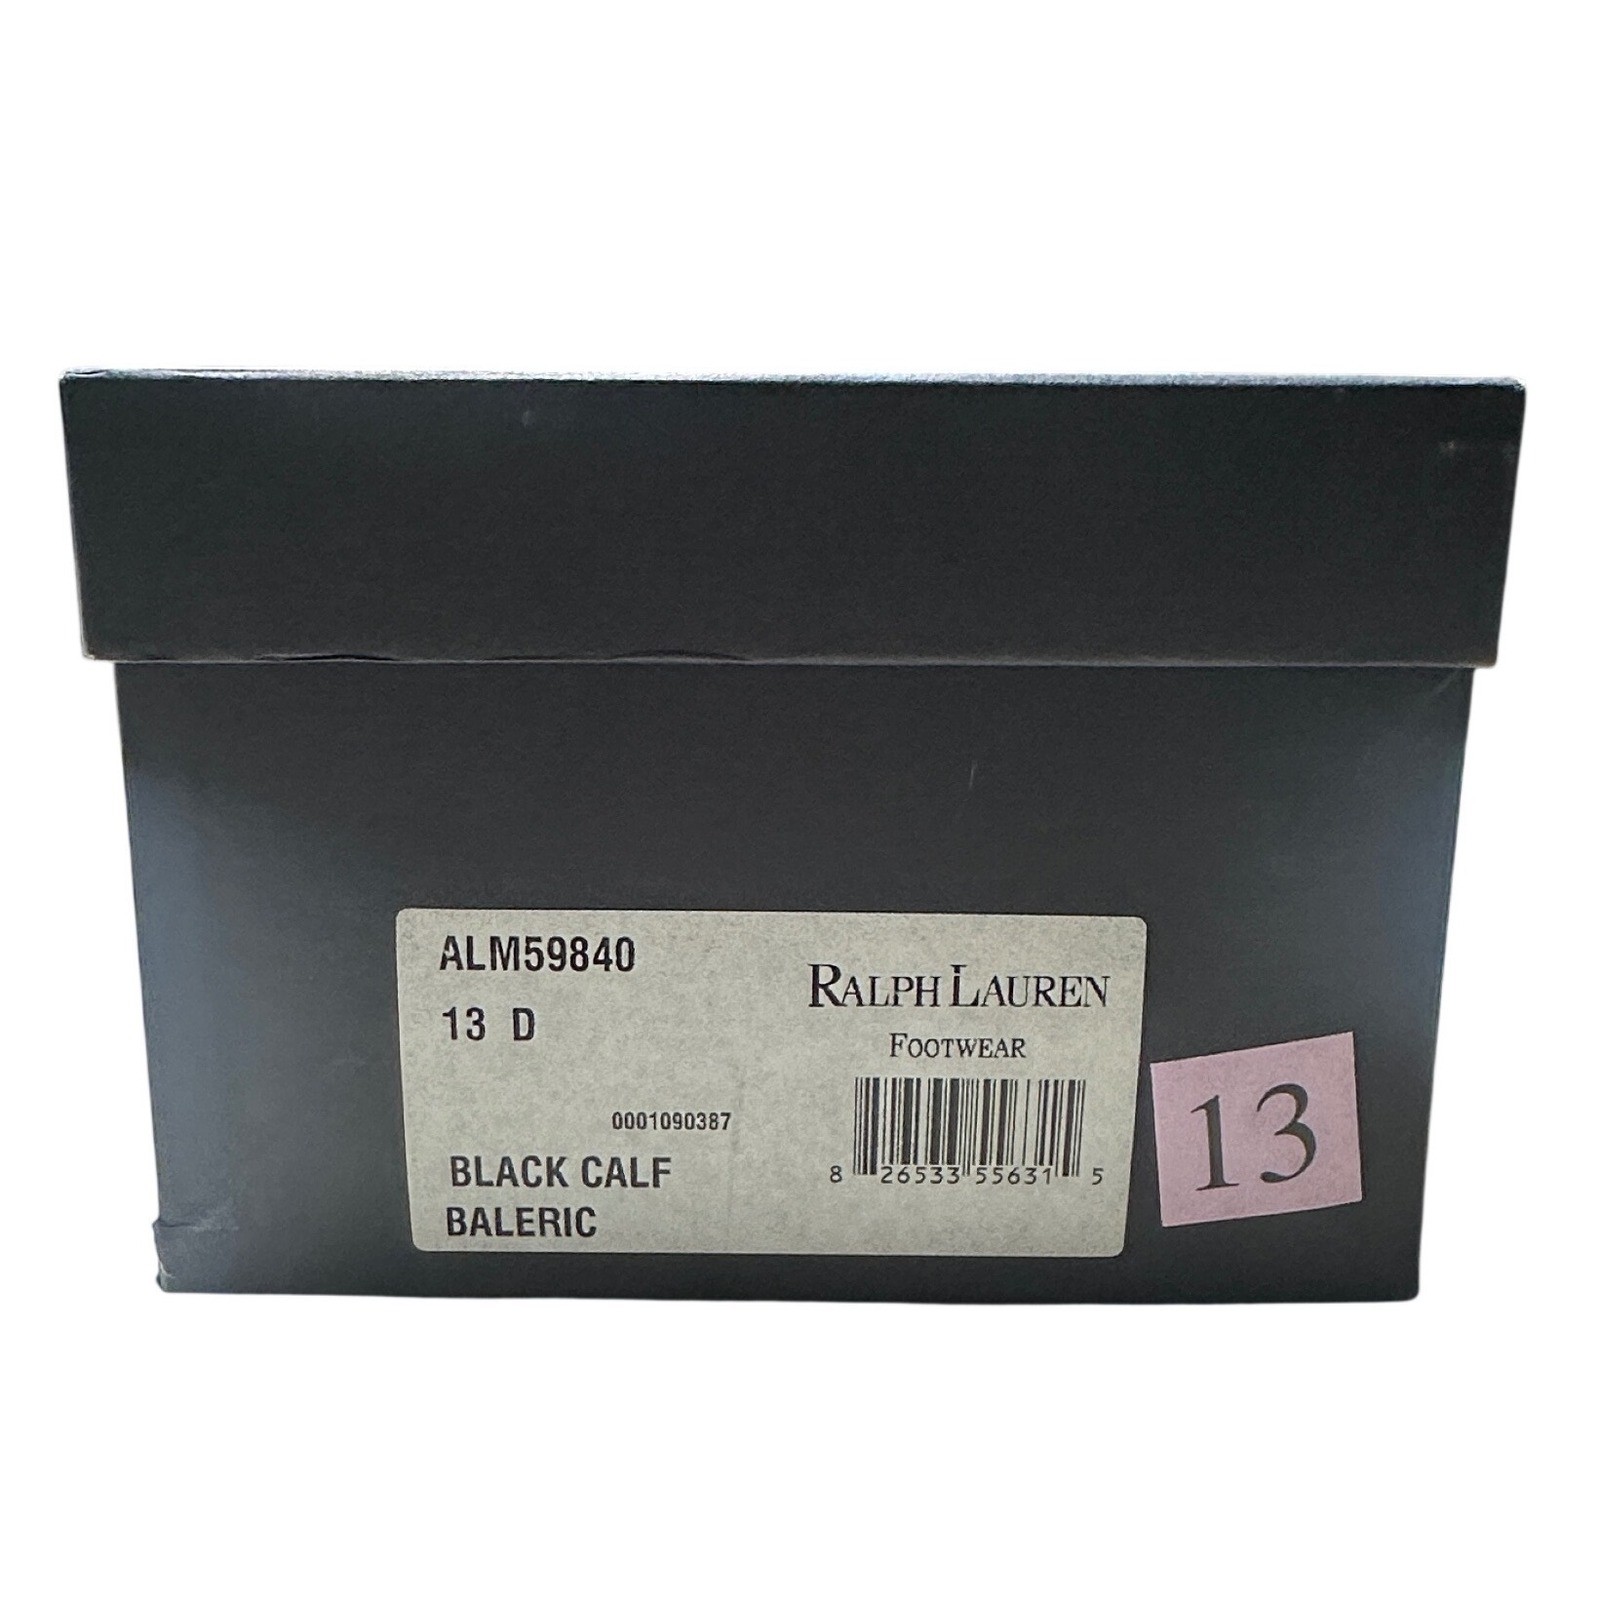 ALM59840
13 D
0001090387
BLACK CALF
BALERIC
RALPH LAUREN
FOOTWEAR
8 26533 55631 5
13